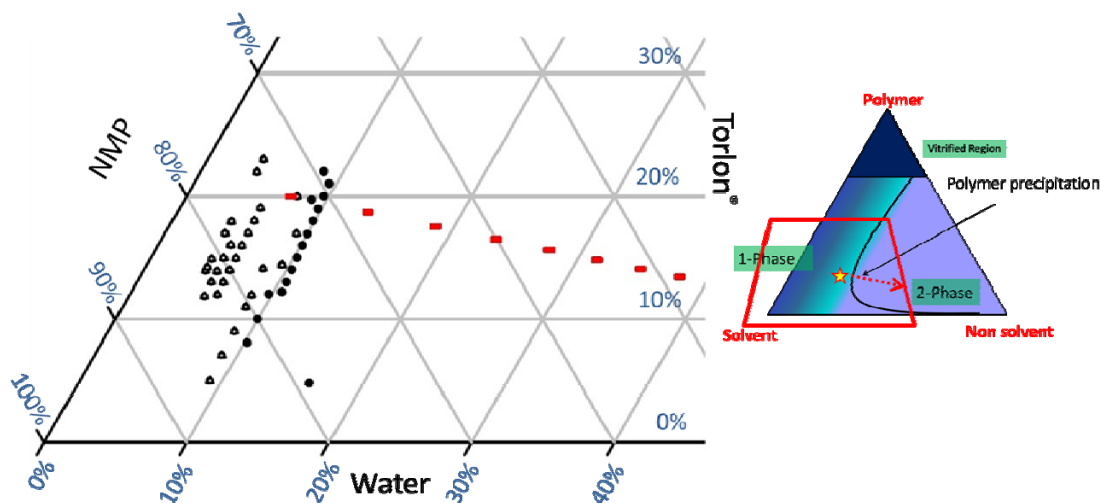 70%
30%
NMP
80%
20%
Torlon®
90%
10%
100%
0%
0%
10%
20%
30%
40%
Water
Polymer
Vitrified Region
Polymer precipitation
1-Phase
2-Phase
Solvent
Non solvent